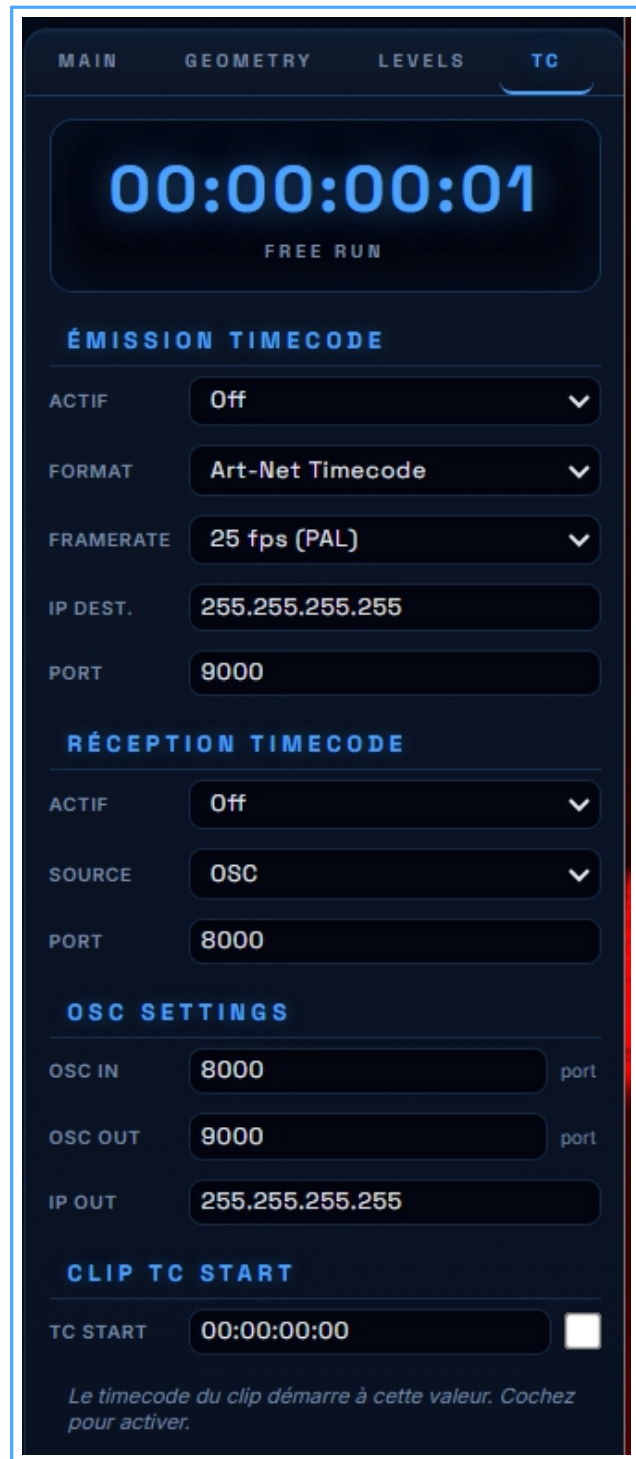 MAIN GEOMETRY LEVELS TC
00:00:00:01
FREE RUN
ÉMISSION TIMECODE
ACTIF Off
FORMAT Art-Net Timecode
FRAMERATE 25 fps (PAL)
IP DEST. 255.255.255.255
PORT 9000
RÉCEPTION TIMECODE
ACTIF Off
SOURCE OSC
PORT 8000
OSC SETTINGS
OSC IN 8000 port
OSC OUT 9000 port
IP OUT 255.255.255.255
CLIP TC START
TC START 00:00:00:00
Le timecode du clip démarre à cette valeur. Cochez
pour activer.